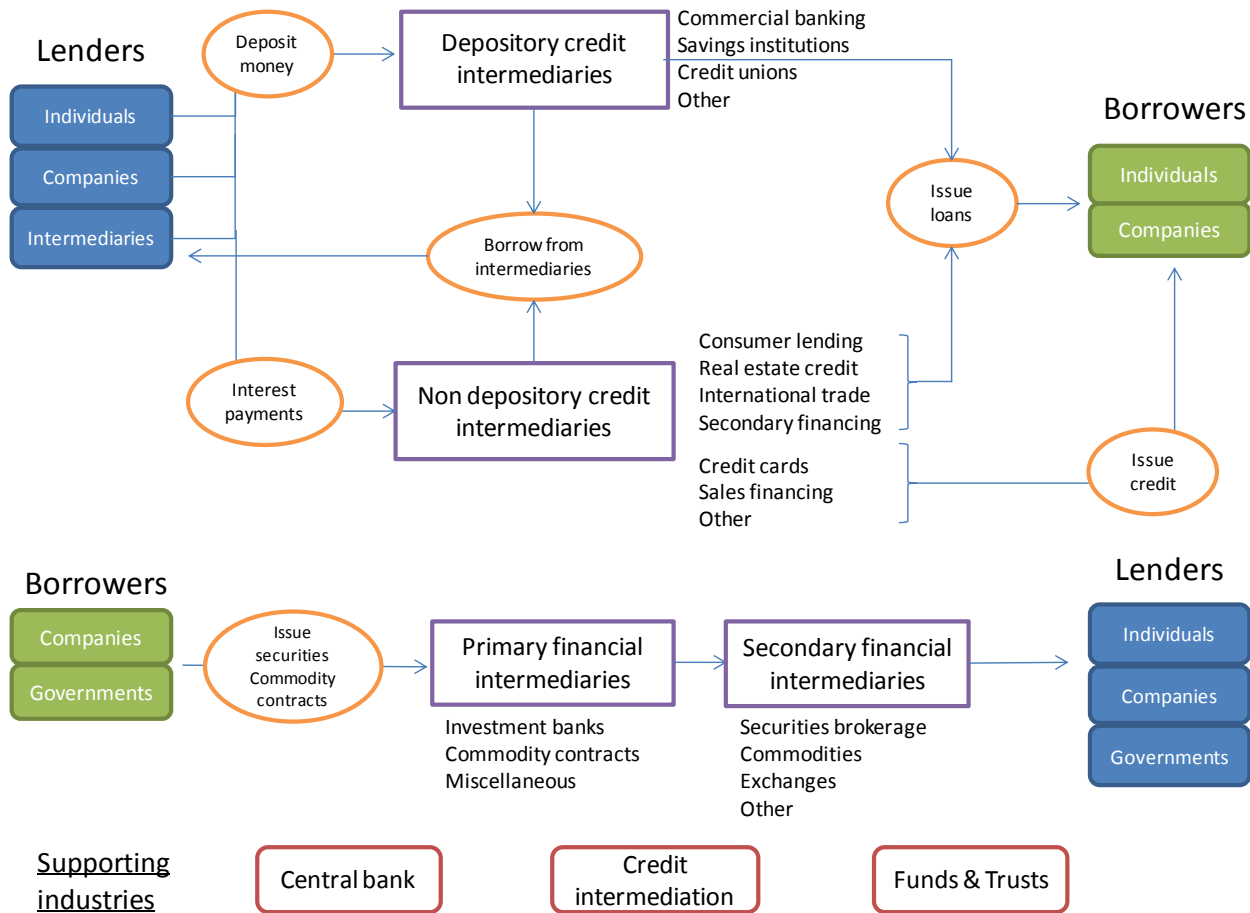 Lenders
Individuals
Companies
Intermediaries
Deposit
money
Depository credit
intermediaries
Commercial banking
Savings institutions
Credit unions
Other
Borrow from
intermediaries
Interest
payments
Non depository credit
intermediaries
Issue
loans
Borrowers
Individuals
Companies
Consumer lending
Real estate credit
International trade
Secondary financing
Credit cards
Sales financing
Other
Issue
credit
Borrowers
Companies
Governments
Issue
securities
Commodity
contracts
Primary financial
intermediaries
Investment banks
Commodity contracts
Miscellaneous
Secondary financial
intermediaries
Securities brokerage
Commodities
Exchanges
Other
Lenders
Individuals
Companies
Governments
Supporting
industries
Central bank
Credit
intermediation
Funds & Trusts